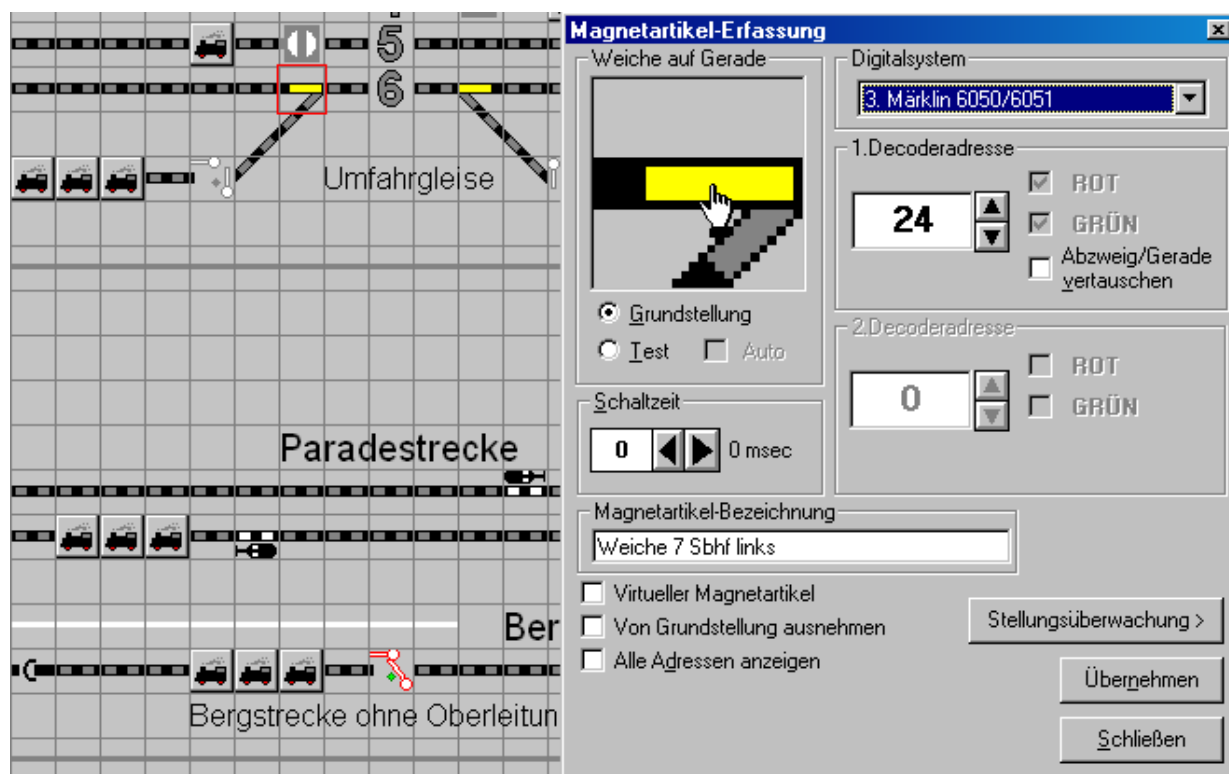 5
6
Umfahrgleise
Paradestrecke
Ber
Bergstrecke ohne Oberleitun
Magnetartikel-Erfassung
Weiche auf Gerade
Grundstellung
Test
Auto
Schaltzeit
0
0 msec
Digitalsystem
3. Märklin 6050/6051
1.Decoderadresse
24
ROT
GRÜN
Abzweig/Gerade
vertauschen
2.Decoderadresse
0
ROT
GRÜN
Magnetartikel-Bezeichnung
Weiche 7 Sbhf links
Virtueller Magnetartikel
Von Grundstellung ausnehmen
Alle Adressen anzeigen
Stellungsüberwachung >
Übernehmen
Schließen